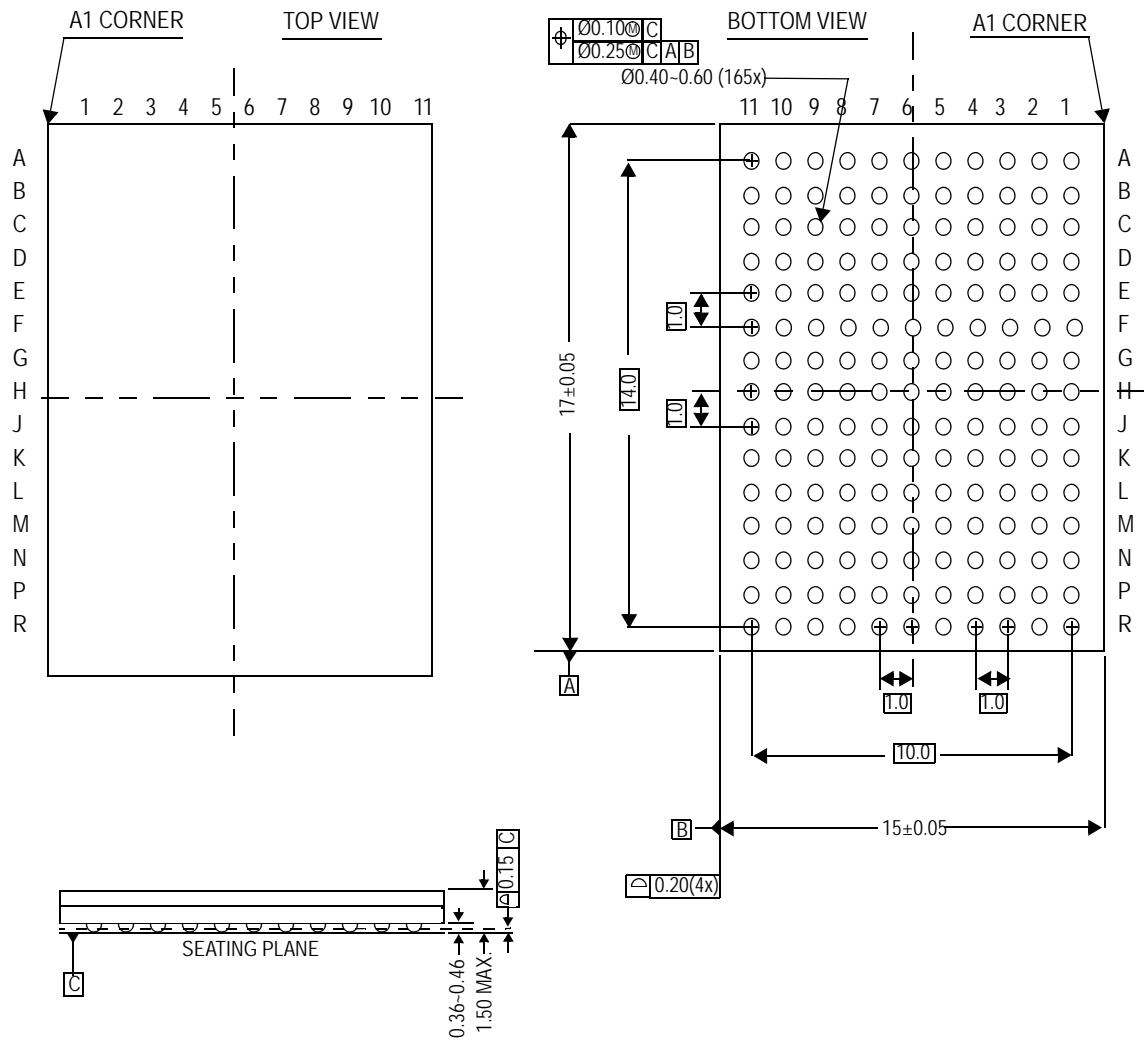 A1 CORNER
TOP VIEW
1 2 3 4 5 6 7 8 9 10 11
A
B
C
D
E
F
G
H
J
K
L
M
N
P
R
Ø0.10Ⓜ C
Ø0.25Ⓜ C A B
BOTTOM VIEW
A1 CORNER
Ø0.40~0.60 (165x)
11 10 9 8 7 6 5 4 3 2 1
A
B
C
D
E
F
G
H
J
K
L
M
N
P
R
1.0
17±0.05
14.0
1.0
A
1.0
1.0
10.0
B
15±0.05
0.20(4x)
0.15 C
SEATING PLANE
C
0.36~0.46
1.50 MAX.